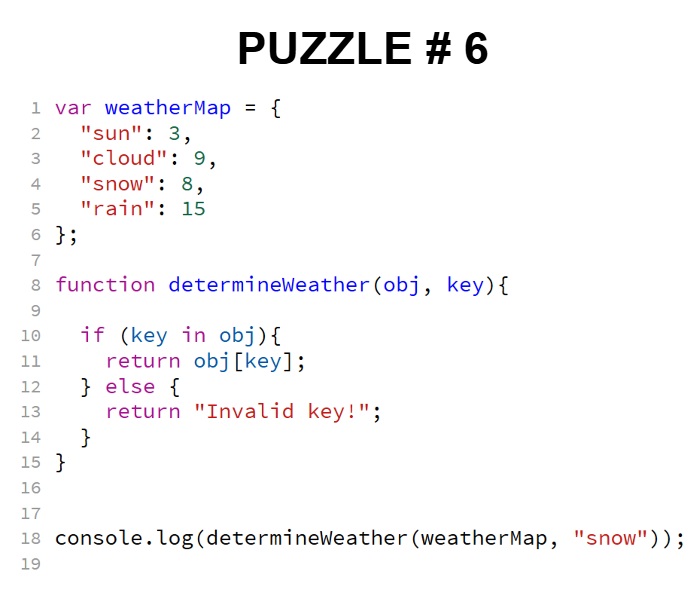 PUZZLE # 6
1 var weatherMap = {
2   "sun": 3,
3   "cloud": 9,
4   "snow": 8,
5   "rain": 15
6 };
7
8 function determineWeather(obj, key){
9
10   if (key in obj){
11     return obj[key];
12   } else {
13     return "Invalid key!";
14   }
15 }
16
17
18 console.log(determineWeather(weatherMap, "snow"));
19